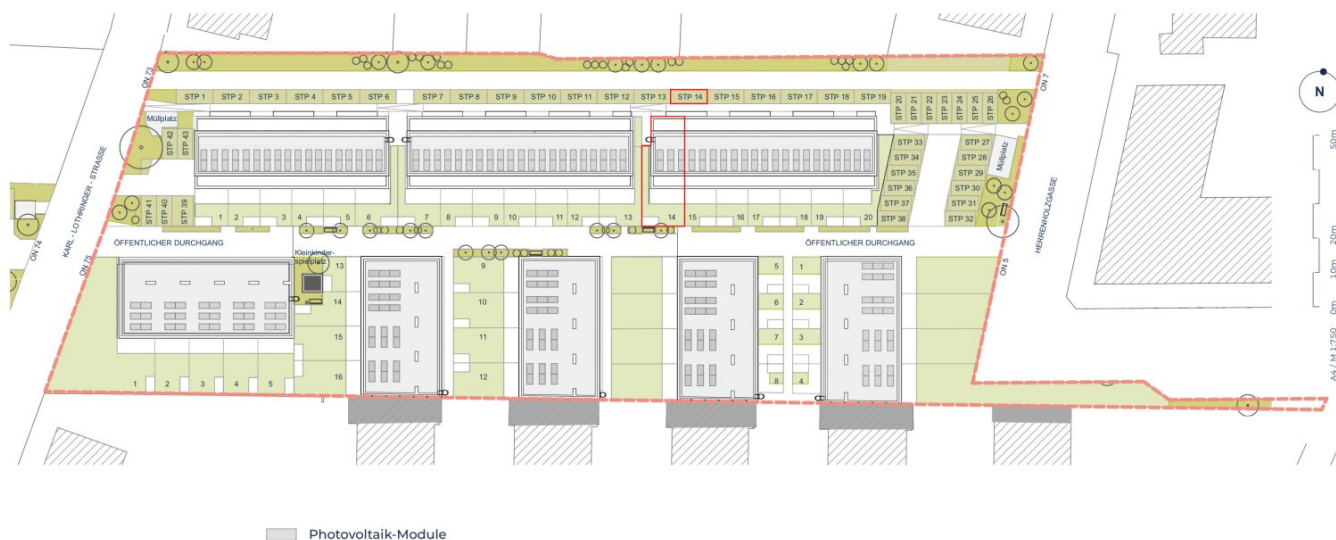 ON 73
STP 1 STP 2 STP 3 STP 4 STP 5 STP 6 STP 7 STP 8 STP 9 STP 10 STP 11 STP 12 STP 13 STP 14 STP 15 STP 16 STP 17 STP 18 STP 19
STP 20
STP 21
STP 22
STP 23
STP 24
STP 25
STP 26
ON 7
N
Müllplatz
STP 42
STP 43
STP 33
STP 34
STP 35
STP 36
STP 37
STP 38
STP 27
STP 28
STP 29
STP 30
STP 31
STP 32
Müllplatz
STP 41
STP 40
STP 39
1 2 3 4 5 6 7 8 9 10 11 12 13 14 15 16 17 18 19 20
KARL - LOTHRINGER - STRASSE
HERRENHOLZGASSE
ON 74
ON 75
ON 5
ÖFFENTLICHER DURCHGANG
ÖFFENTLICHER DURCHGANG
Kleinkinder-
spielplatz
13
14
15
16
9
10
11
12
5
6
7
8
1
2
3
4
1 2 3 4 5
50m
20m
10m
0m
A4 / M 1:750
Photovoltaik-Module